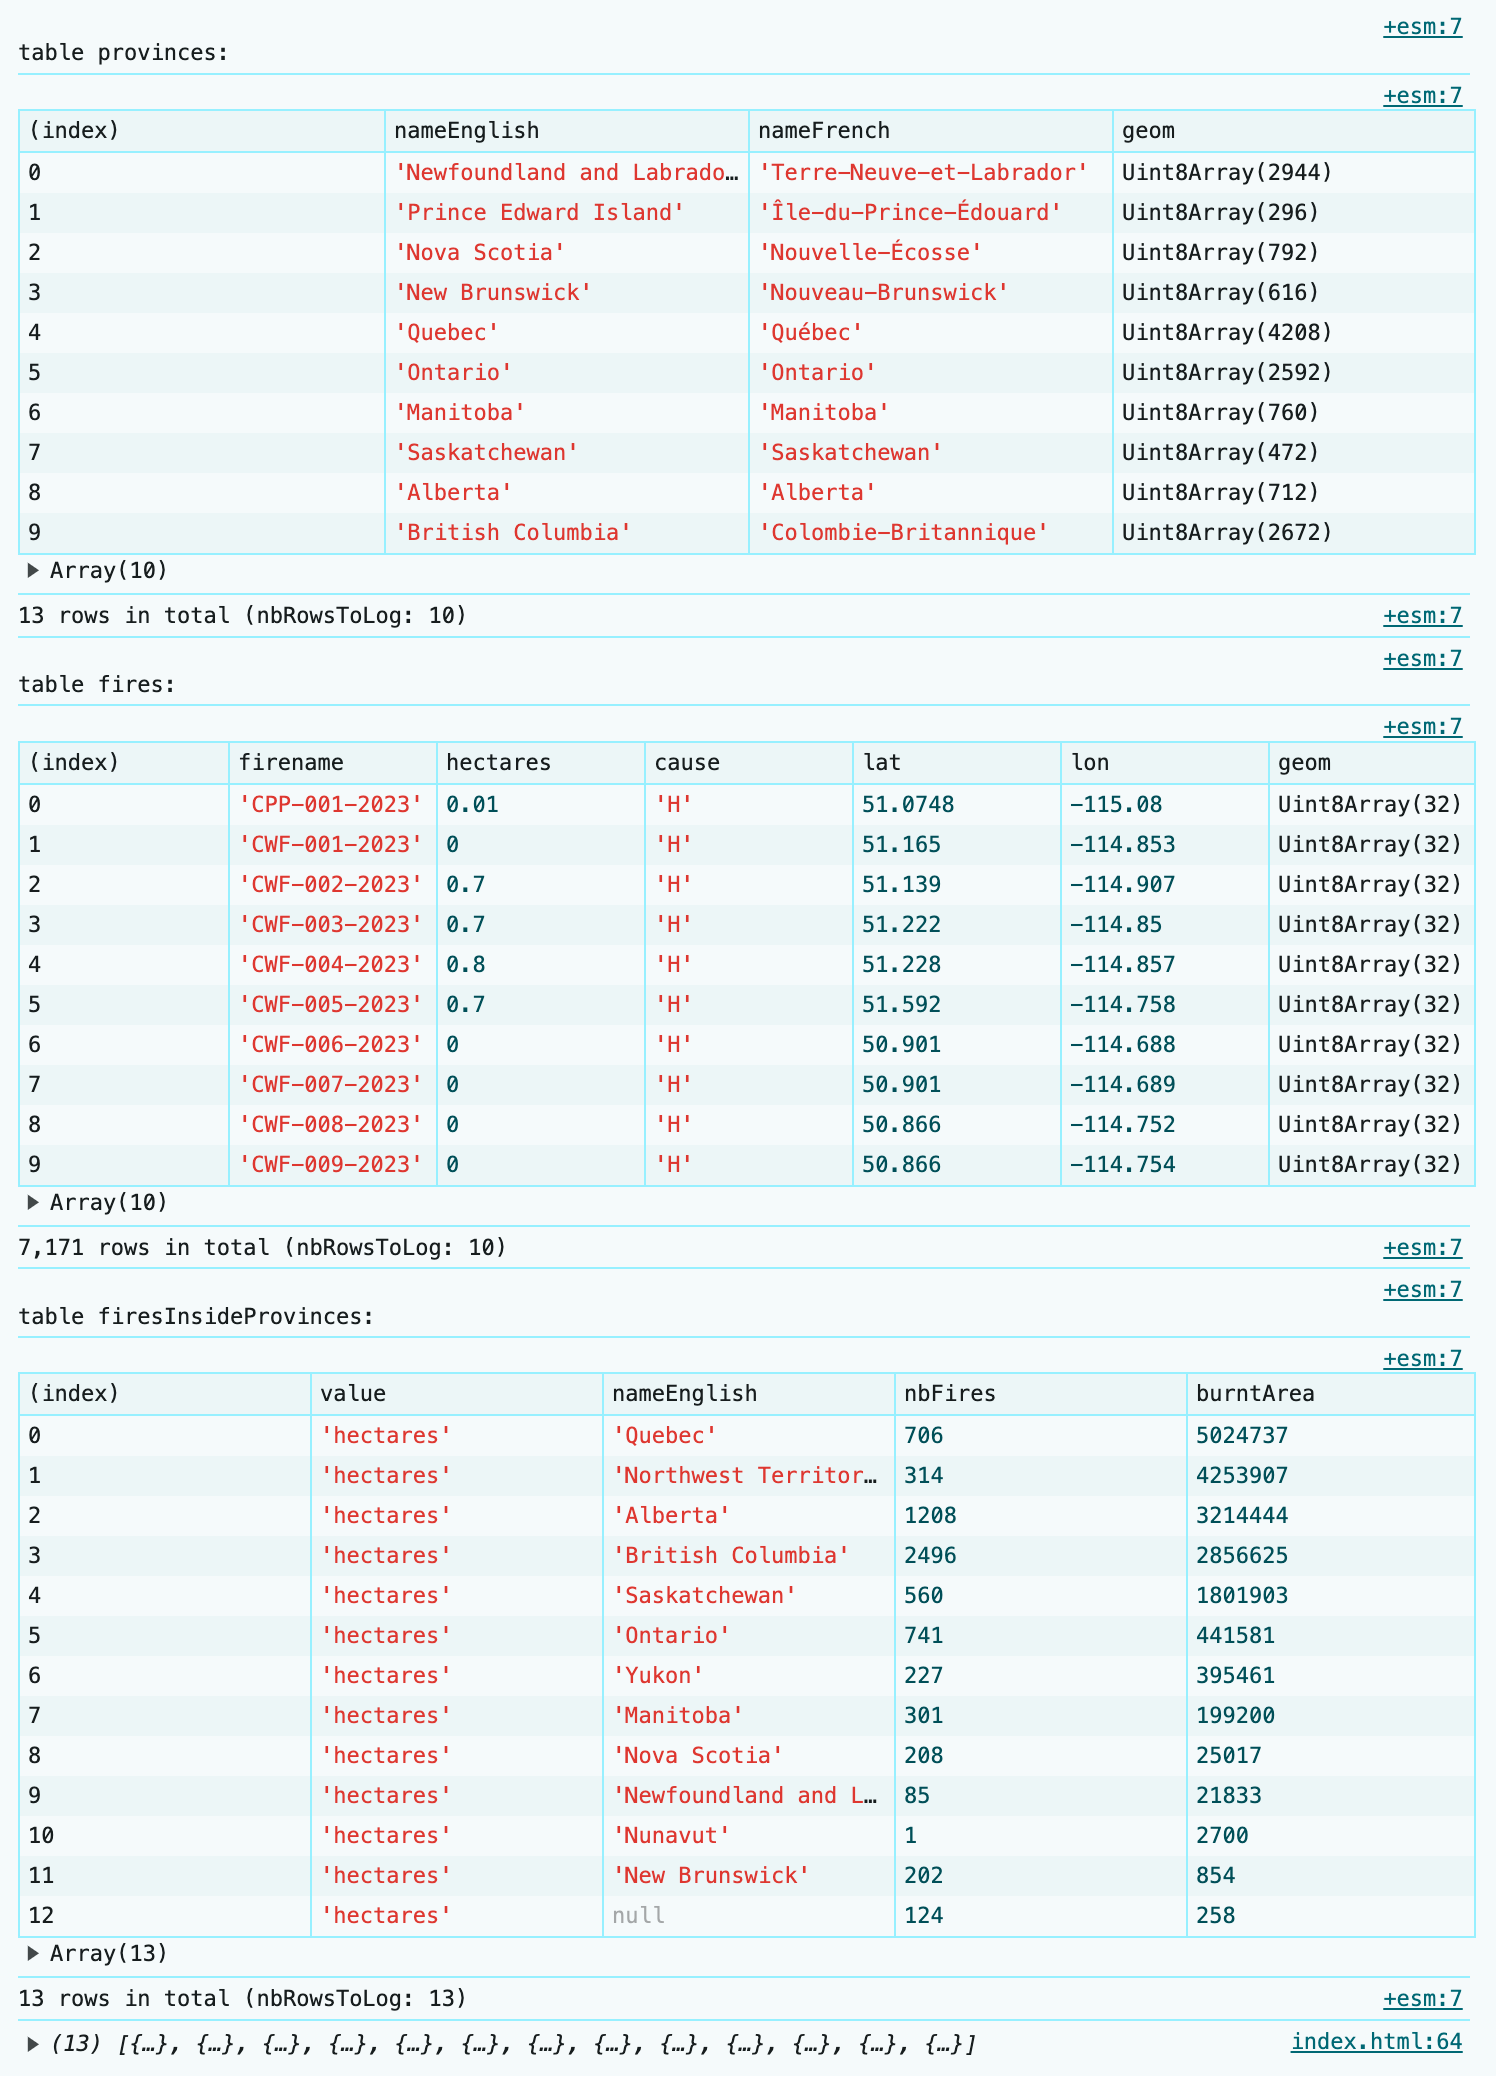 +esm:7
table provinces:
+esm:7
(index) nameEnglish nameFrench geom
0 'Newfoundland and Labrado… 'Terre-Neuve-et-Labrador' Uint8Array(2944)
1 'Prince Edward Island' 'Île-du-Prince-Édouard' Uint8Array(296)
2 'Nova Scotia' 'Nouvelle-Écosse' Uint8Array(792)
3 'New Brunswick' 'Nouveau-Brunswick' Uint8Array(616)
4 'Quebec' 'Québec' Uint8Array(4208)
5 'Ontario' 'Ontario' Uint8Array(2592)
6 'Manitoba' 'Manitoba' Uint8Array(760)
7 'Saskatchewan' 'Saskatchewan' Uint8Array(472)
8 'Alberta' 'Alberta' Uint8Array(712)
9 'British Columbia' 'Colombie-Britannique' Uint8Array(2672)
▶ Array(10)
13 rows in total (nbRowsToLog: 10) +esm:7
+esm:7
table fires:
+esm:7
(index) firename hectares cause lat lon geom
0 'CPP-001-2023' 0.01 'H' 51.0748 -115.08 Uint8Array(32)
1 'CWF-001-2023' 0 'H' 51.165 -114.853 Uint8Array(32)
2 'CWF-002-2023' 0.7 'H' 51.139 -114.907 Uint8Array(32)
3 'CWF-003-2023' 0.7 'H' 51.222 -114.85 Uint8Array(32)
4 'CWF-004-2023' 0.8 'H' 51.228 -114.857 Uint8Array(32)
5 'CWF-005-2023' 0.7 'H' 51.592 -114.758 Uint8Array(32)
6 'CWF-006-2023' 0 'H' 50.901 -114.688 Uint8Array(32)
7 'CWF-007-2023' 0 'H' 50.901 -114.689 Uint8Array(32)
8 'CWF-008-2023' 0 'H' 50.866 -114.752 Uint8Array(32)
9 'CWF-009-2023' 0 'H' 50.866 -114.754 Uint8Array(32)
▶ Array(10)
7,171 rows in total (nbRowsToLog: 10) +esm:7
+esm:7
table firesInsideProvinces:
+esm:7
(index) value nameEnglish nbFires burntArea
0 'hectares' 'Quebec' 706 5024737
1 'hectares' 'Northwest Territor… 314 4253907
2 'hectares' 'Alberta' 1208 3214444
3 'hectares' 'British Columbia' 2496 2856625
4 'hectares' 'Saskatchewan' 560 1801903
5 'hectares' 'Ontario' 741 441581
6 'hectares' 'Yukon' 227 395461
7 'hectares' 'Manitoba' 301 199200
8 'hectares' 'Nova Scotia' 208 25017
9 'hectares' 'Newfoundland and L… 85 21833
10 'hectares' 'Nunavut' 1 2700
11 'hectares' 'New Brunswick' 202 854
12 'hectares' null 124 258
▶ Array(13)
13 rows in total (nbRowsToLog: 13) +esm:7
▶ (13) [{…}, {…}, {…}, {…}, {…}, {…}, {…}, {…}, {…}, {…}, {…}, {…}, {…}] index.html:64